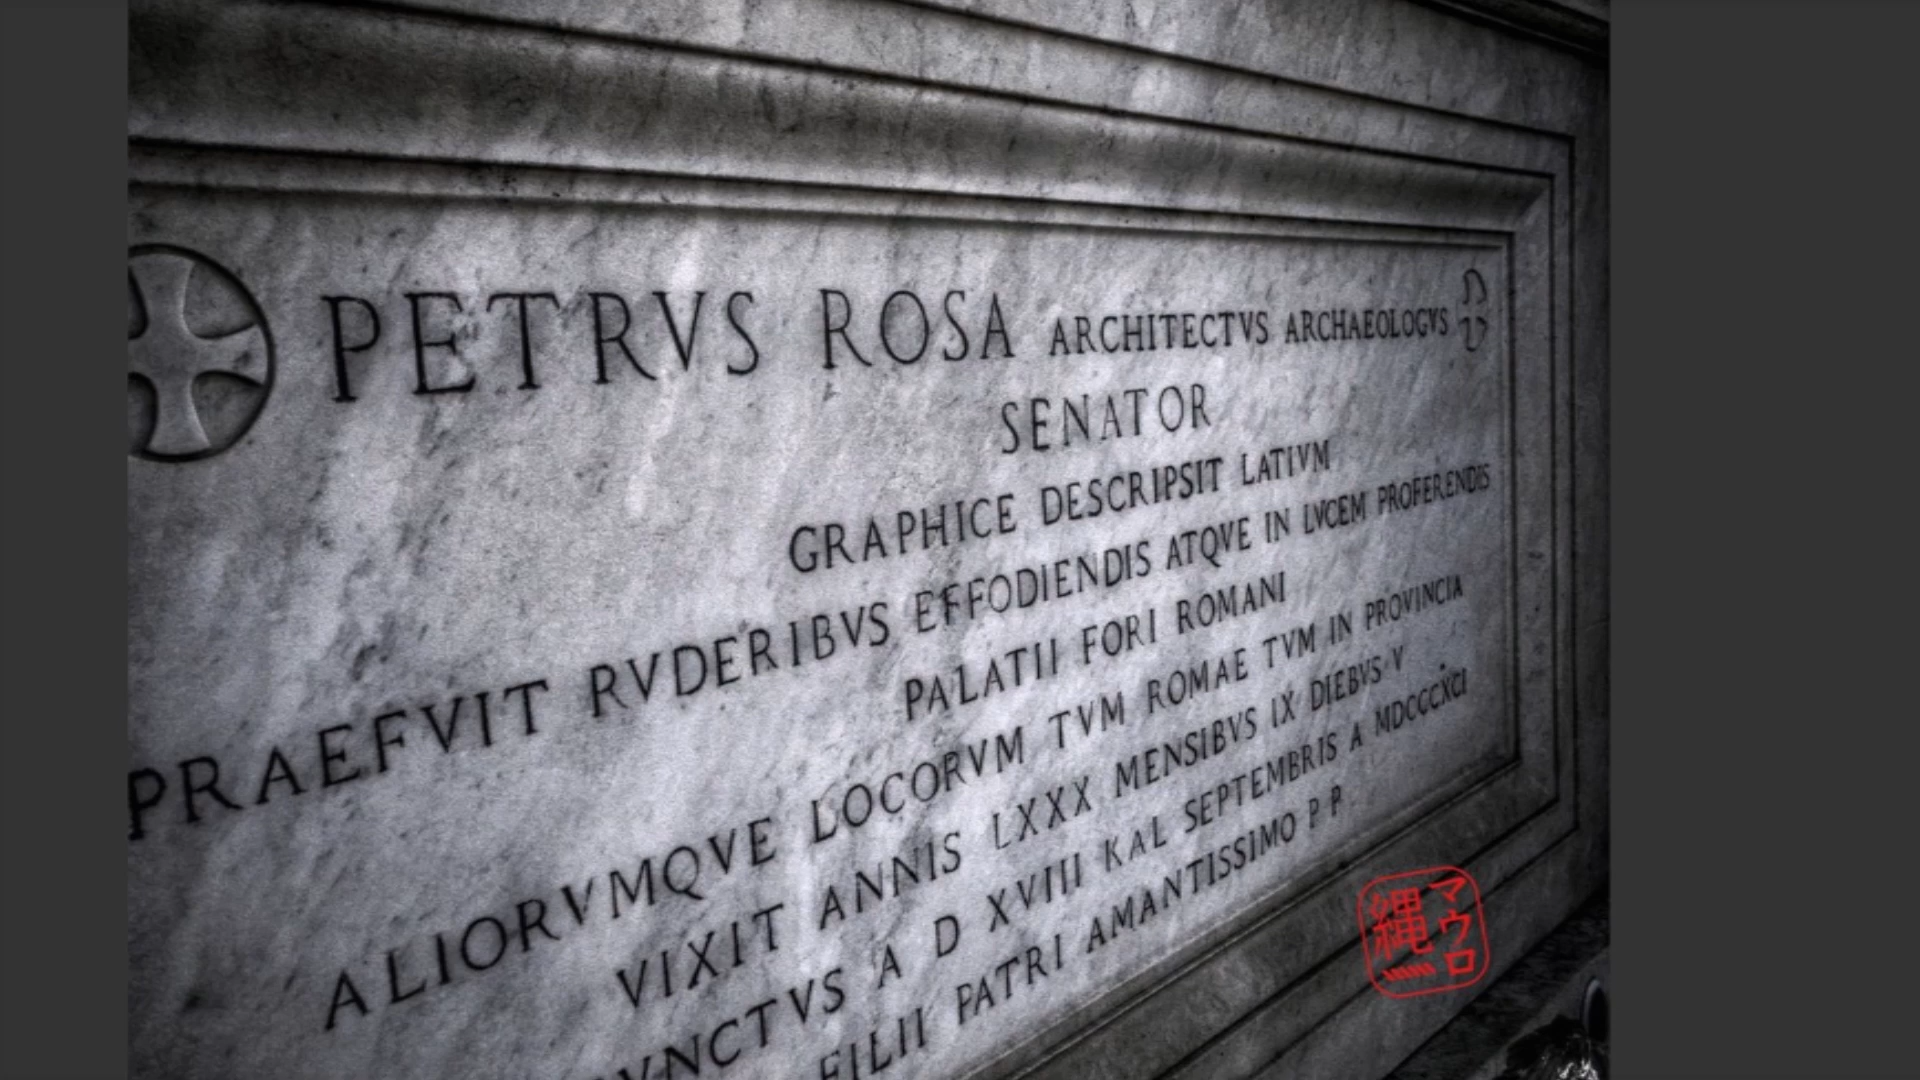 PETRVS ROSA ARCHITECTVS ARCHAEOLOGVS
SENATOR
GRAPHICE DESCRIPSIT LATIVM
PRAEFVIT RVDERIBVS EFFODIENDIS ATQVE IN LVCEM PROFERENDIS
PALATII FORI ROMANI
ALIORVMQVE LOCORVM TVM ROMAE TVM IN PROVINCIA
VIXIT ANNIS LXXX MENSIBVS IX DIEBVS V
VNCTVS A D XVIII KAL SEPTEMBRIS A MDCCCXCI
FILII PATRI AMANTISSIMO P P
マウロ
縄